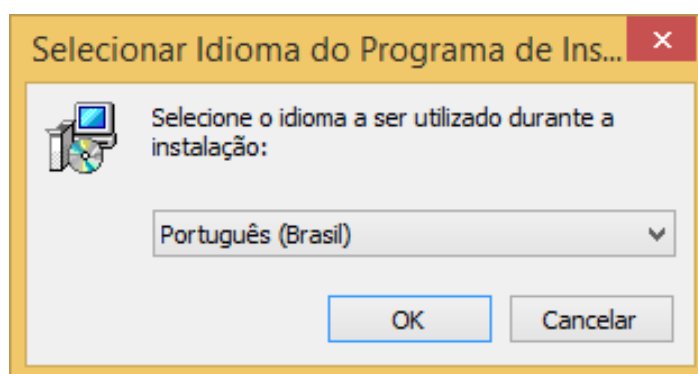 Selecionar Idioma do Programa de Ins...
Selecione o idioma a ser utilizado durante a
instalação:
Português (Brasil)
OK
Cancelar